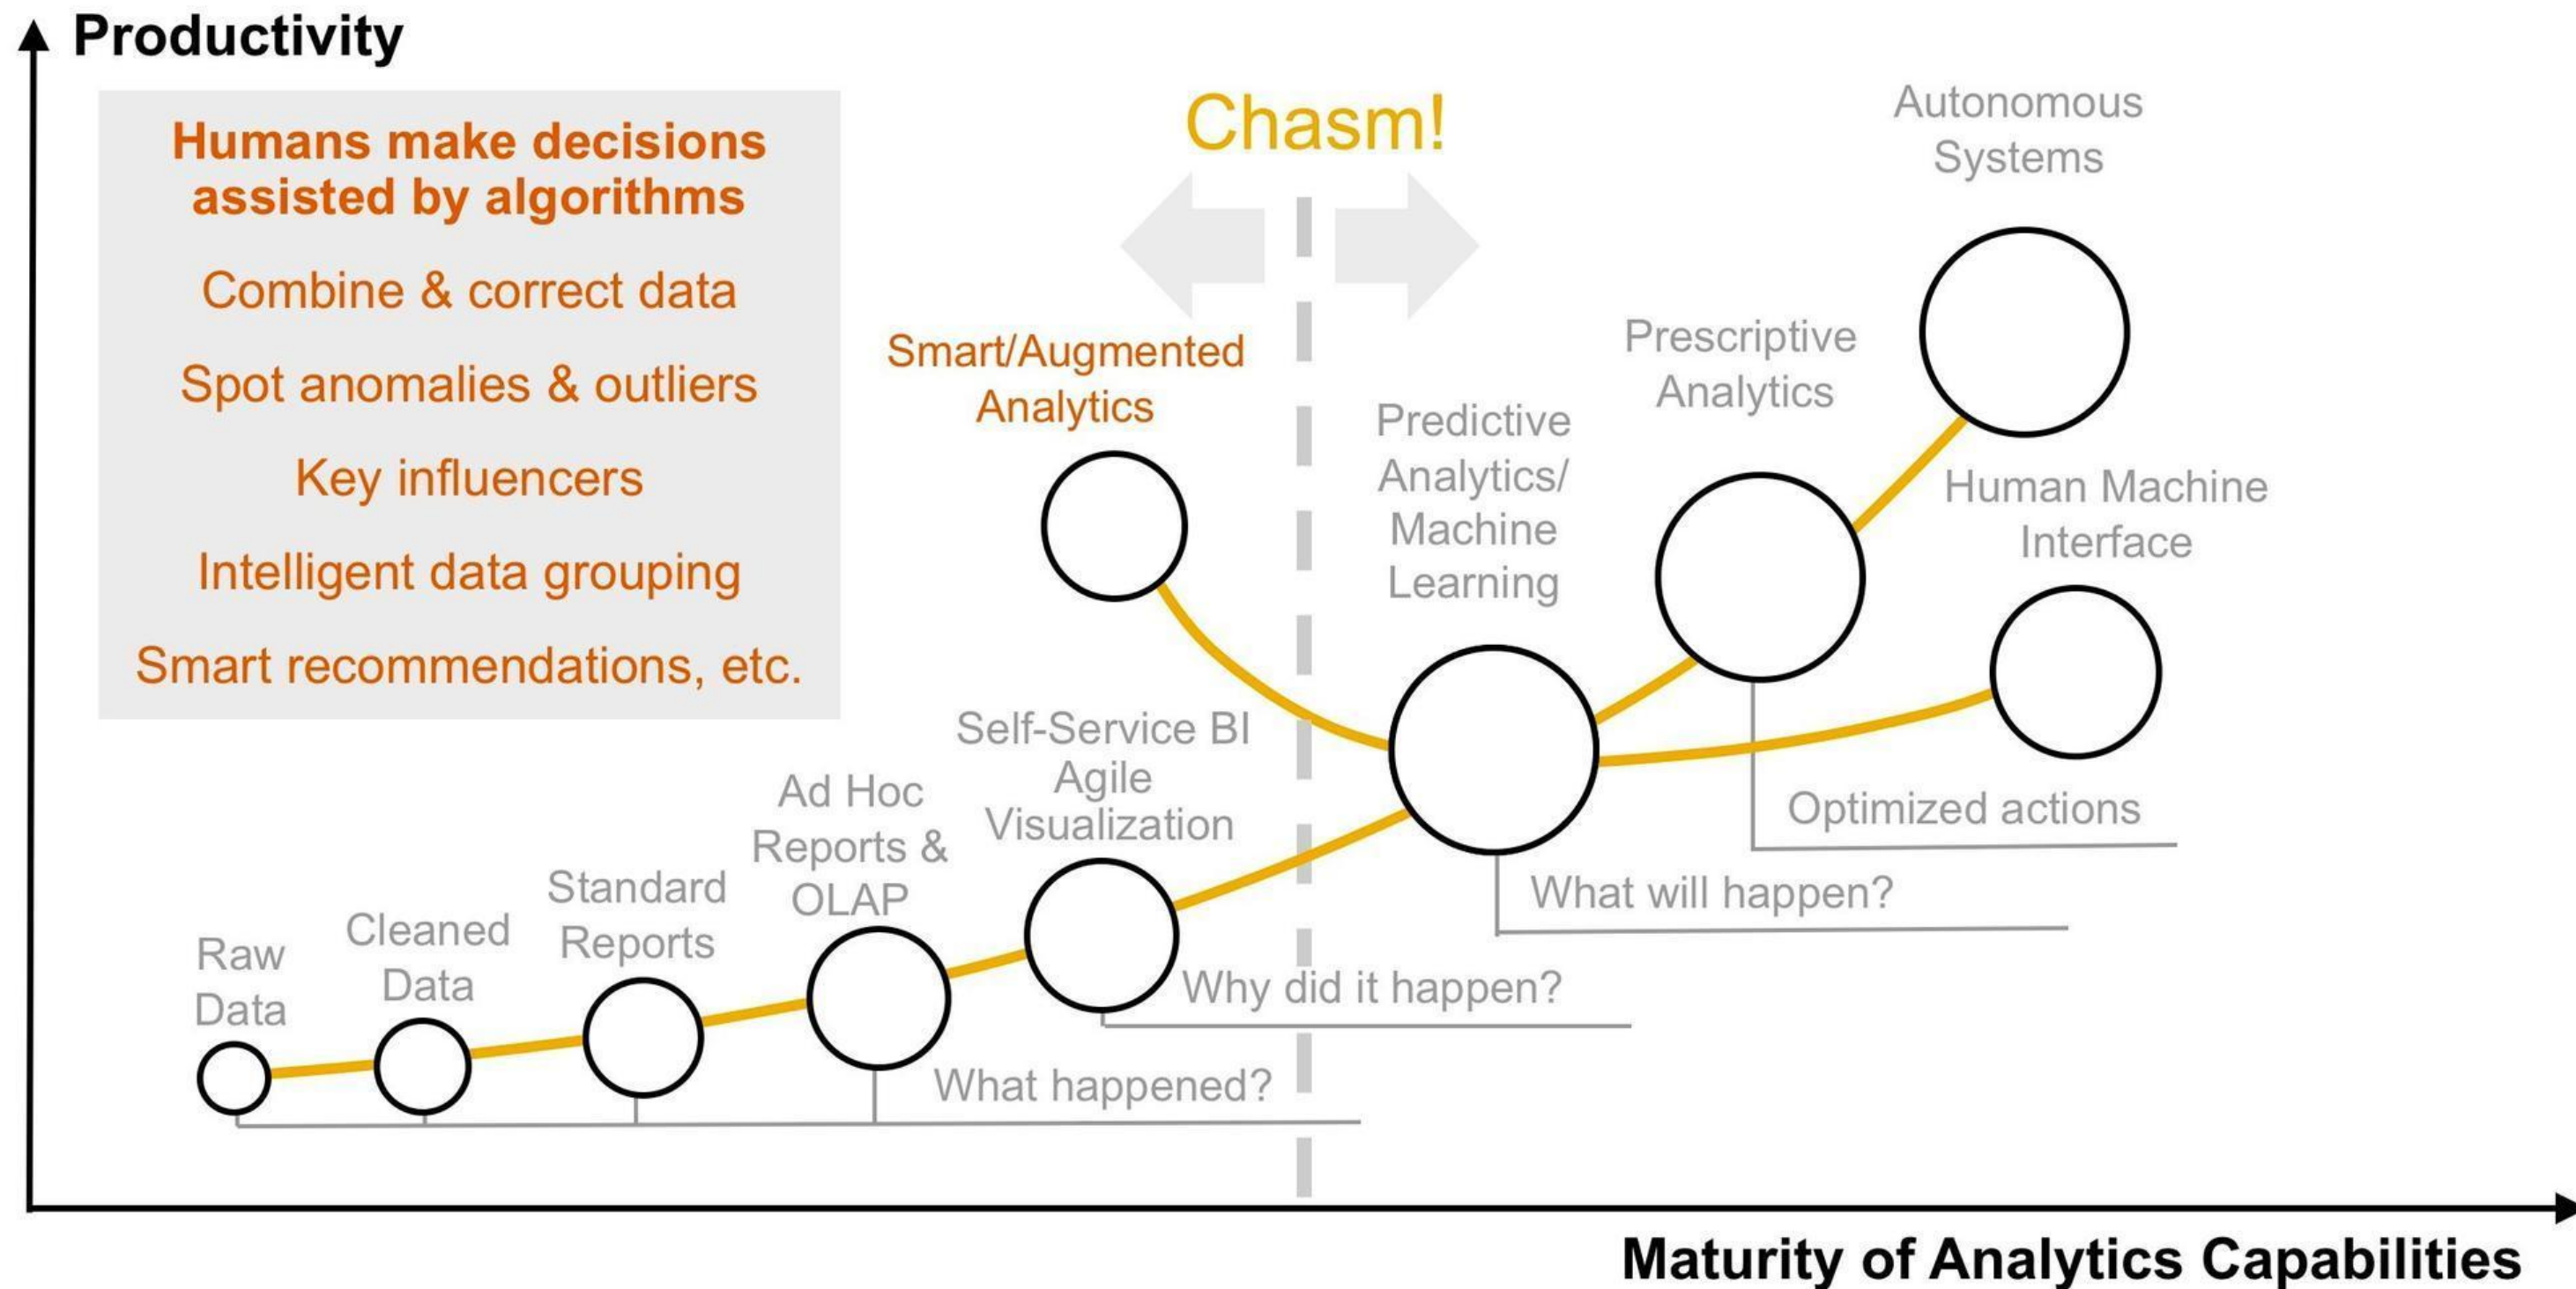 Productivity
Humans make decisions
assisted by algorithms
Combine & correct data
Spot anomalies & outliers
Key influencers
Intelligent data grouping
Smart recommendations, etc.
Chasm!
Smart/Augmented
Analytics
Autonomous
Systems
Prescriptive
Analytics
Predictive
Analytics/
Machine
Learning
Human Machine
Interface
Self-Service BI
Agile
Visualization
Ad Hoc
Reports &
OLAP
Standard
Reports
Cleaned
Data
Raw
Data
Optimized actions
What will happen?
Why did it happen?
What happened?
Maturity of Analytics Capabilities